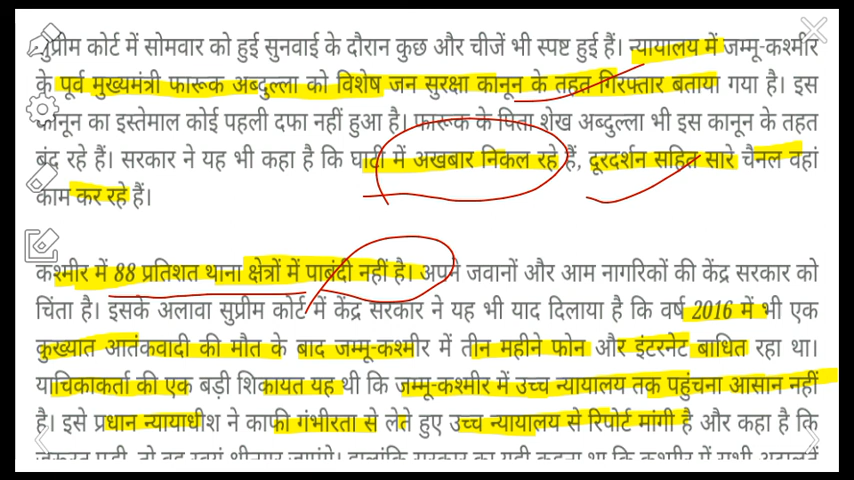 सुप्रीम कोर्ट में सोमवार को हुई सुनवाई के दौरान कुछ और चीजें भी स्पष्ट हुई हैं। न्यायालय में जम्मू-कश्मीर
के पूर्व मुख्यमंत्री फारूक अब्दुल्ला को विशेष जन सुरक्षा कानून के तहत गिरफ्तार बताया गया है। इस
कानून का इस्तेमाल कोई पहली दफा नहीं हुआ है। फारूक के पिता शेख अब्दुल्ला भी इस कानून के तहत
बंद रहे हैं। सरकार ने यह भी कहा है कि घाटी में अखबार निकल रहे हैं, दूरदर्शन सहित सारे चैनल वहां
काम कर रहे हैं।
कश्मीर में 88 प्रतिशत थाना क्षेत्रों में पाबंदी नहीं है। अपने जवानों और आम नागरिकों की केंद्र सरकार को
चिंता है। इसके अलावा सुप्रीम कोर्ट में केंद्र सरकार ने यह भी याद दिलाया है कि वर्ष 2016 में भी एक
कुख्यात आतंकवादी की मौत के बाद जम्मू-कश्मीर में तीन महीने फोन और इंटरनेट बाधित रहा था।
याचिकाकर्ता की एक बड़ी शिकायत यह थी कि जम्मू-कश्मीर में उच्च न्यायालय तक पहुंचना आसान नहीं
है। इसे प्रधान न्यायाधीश ने काफी गंभीरता से लेते हुए उच्च न्यायालय से रिपोर्ट मांगी है और कहा है कि